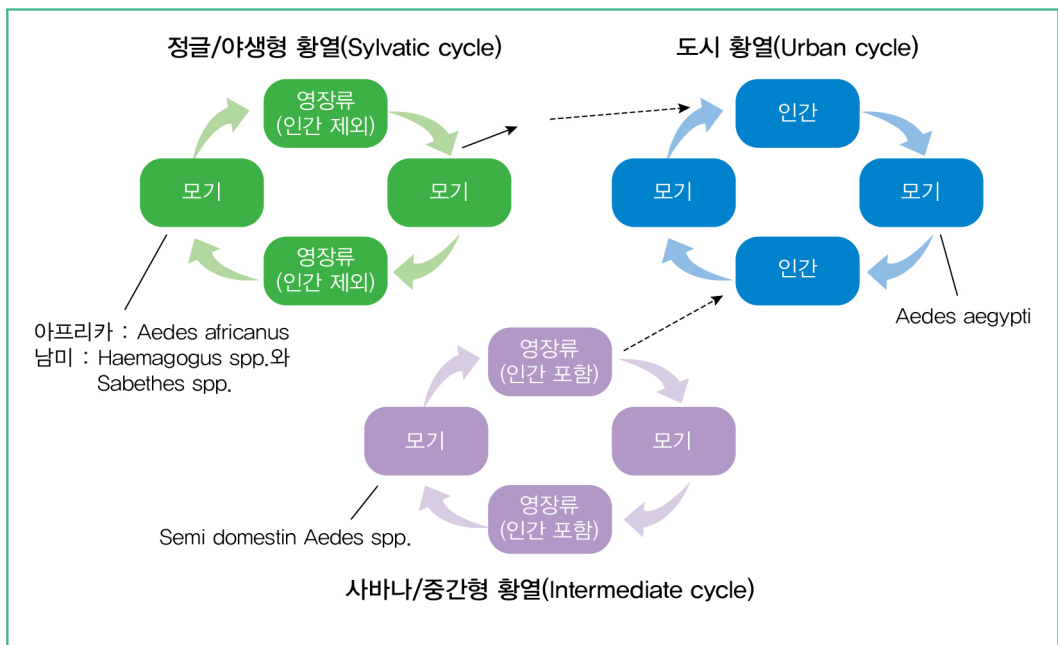 정글/야생형 황열(Sylvatic cycle)
영장류
(인간 제외)
모기
모기
영장류
(인간 제외)
아프리카 : Aedes africanus
남미 : Haemagogus spp.와
Sabethes spp.
도시 황열(Urban cycle)
인간
모기
모기
인간
Aedes aegypti
영장류
(인간 포함)
모기
모기
영장류
(인간 포함)
Semi domestin Aedes spp.
사바나/중간형 황열(Intermediate cycle)